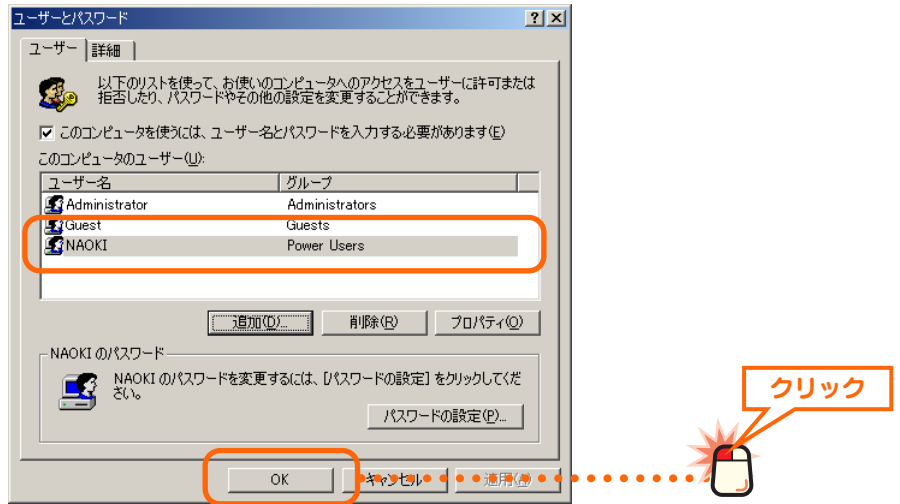 ユーザーとパスワード
ユーザー 詳細
以下のリストを使って、お使いのコンピュータへのアクセスをユーザーに許可または
拒否したり、パスワードやその他の設定を変更することができます。
このコンピュータを使うには、ユーザー名とパスワードを入力する必要があります(E)
このコンピュータのユーザー(U):
ユーザー名 グループ
Administrator Administrators
Guest Guests
NAOKI Power Users
追加(D)... 削除(R) プロパティ(O)
NAOKI のパスワード
NAOKI のパスワードを変更するには、[パスワードの設定] をクリックしてくだ
さい。
パスワードの設定(P)...
クリック
OK キャンセル 適用(A)